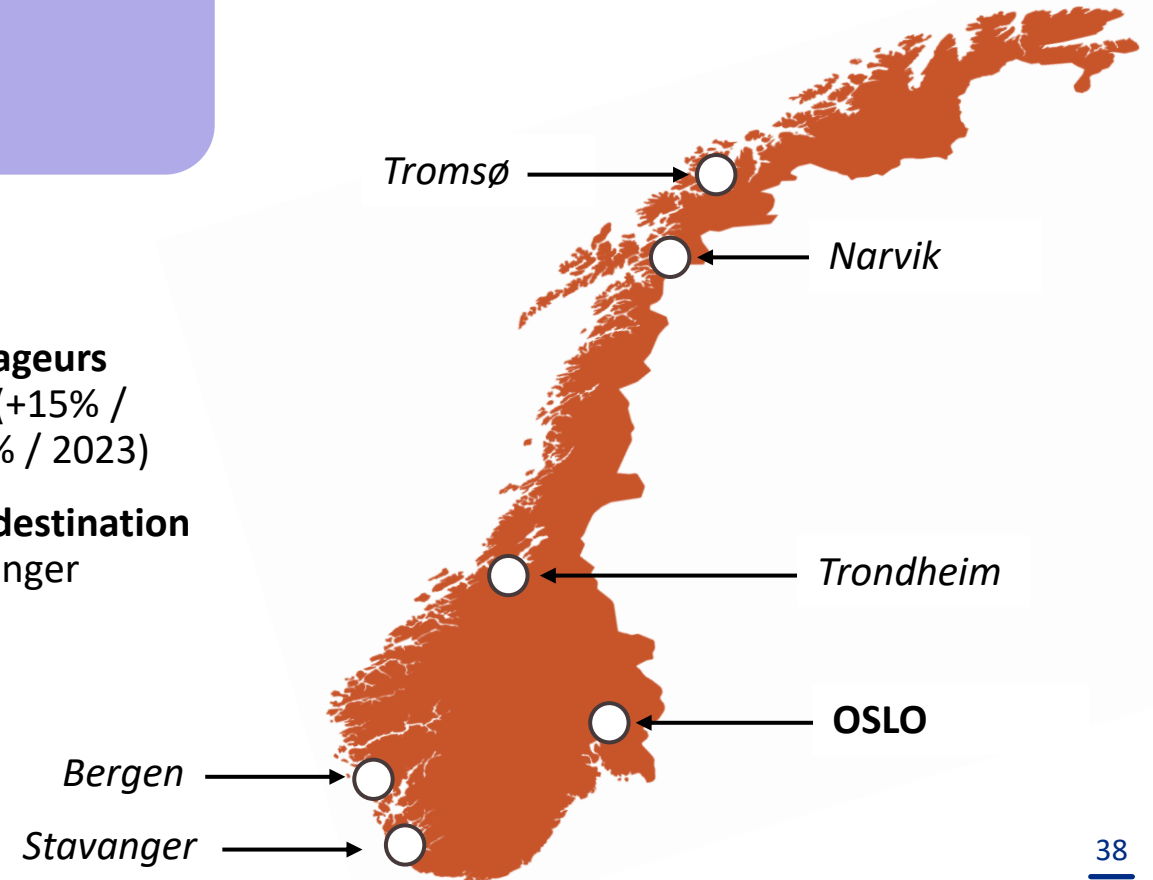 Tromsø
Narvik
ageurs
(+15% /
% / 2023)
destination
nger
Trondheim
OSLO
Bergen
Stavanger
38